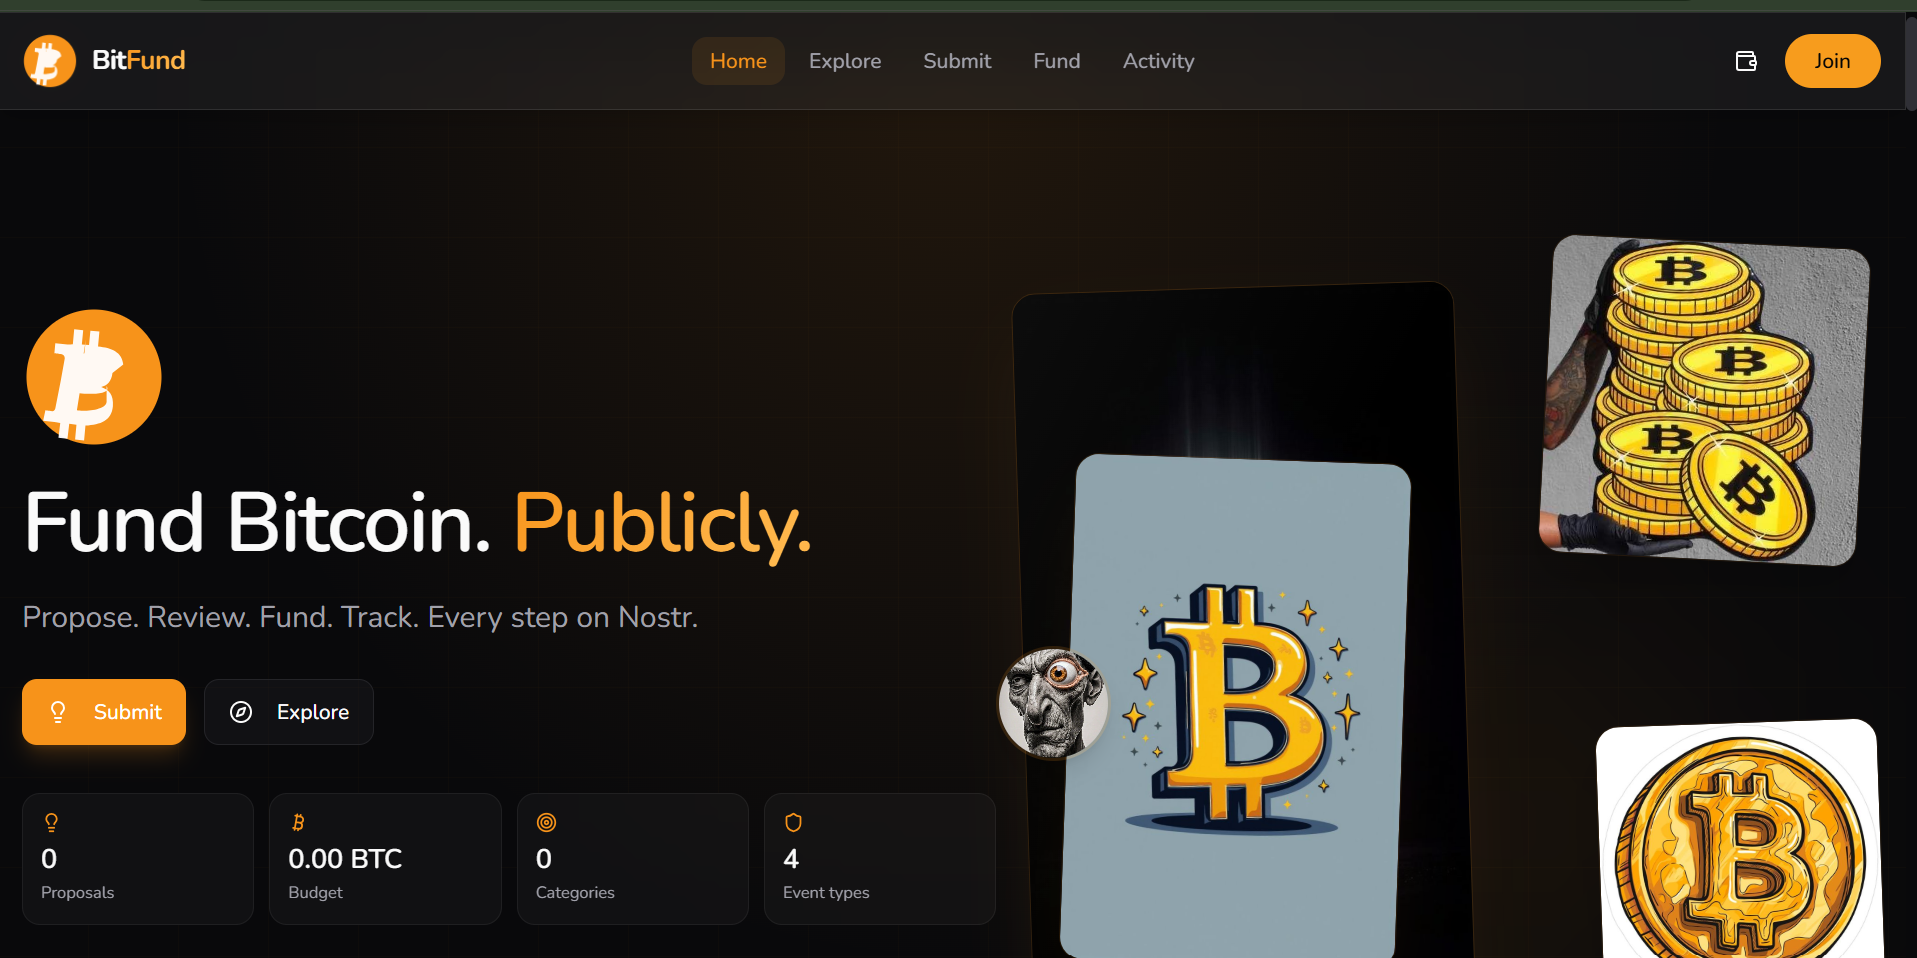 BitFund
Home Explore Submit Fund Activity
Join
Fund Bitcoin. Publicly.
Propose. Review. Fund. Track. Every step on Nostr.
Submit Explore
0
Proposals
0.00 BTC
Budget
0
Categories
4
Event types